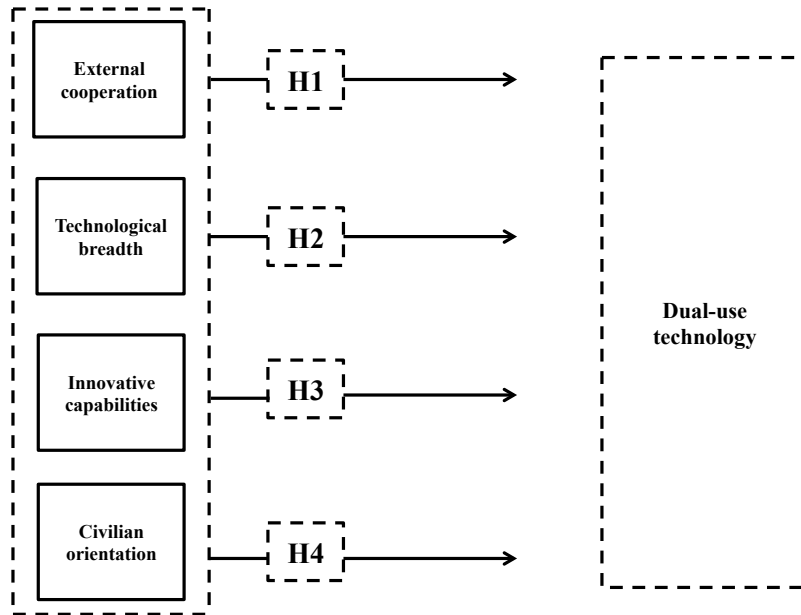 External
cooperation
H1
Technological
breadth
H2
Innovative
capabilities
H3
Civilian
orientation
H4
Dual-use
technology